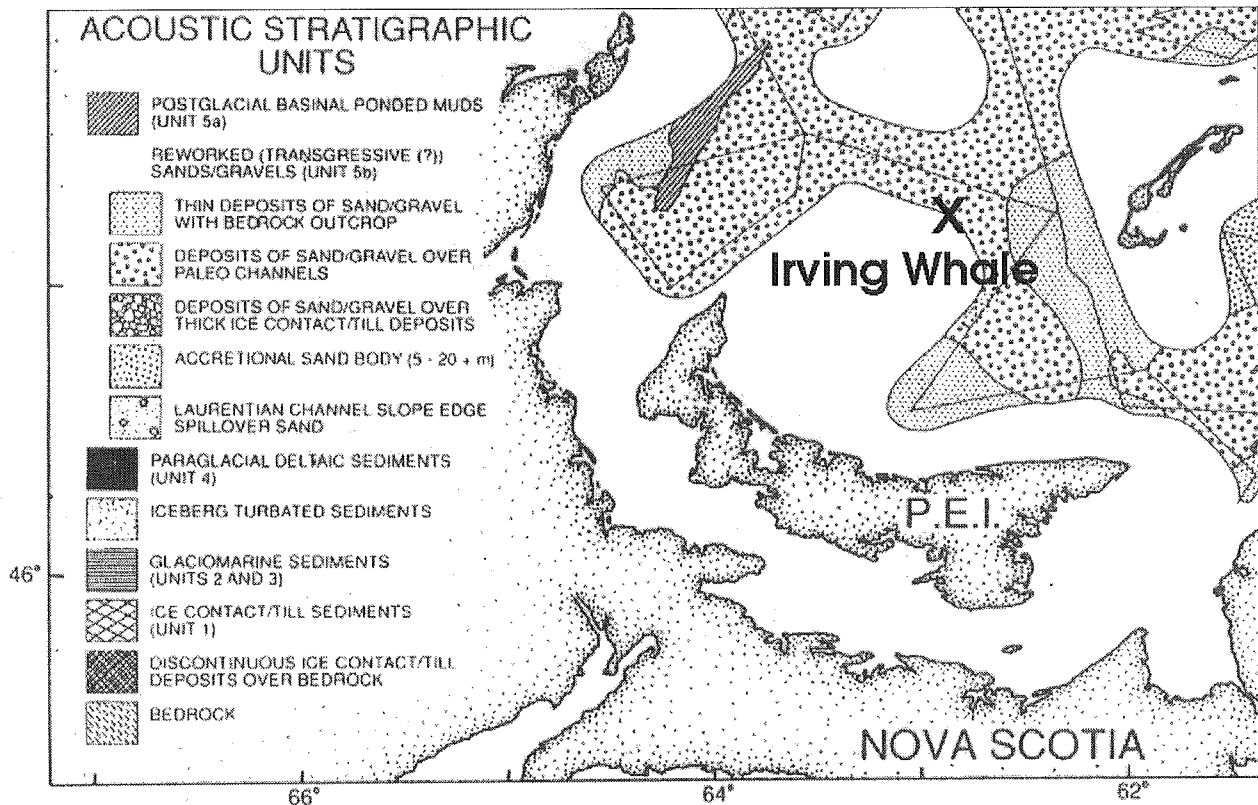 ACOUSTIC STRATIGRAPHIC
UNITS
POSTGLACIAL BASINAL PONDED MUDS
(UNIT 5a)
REWORKED (TRANSGRESSIVE (?))
SANDS/GRAVELS (UNIT 5b)
THIN DEPOSITS OF SAND/GRAVEL
WITH BEDROCK OUTCROP
DEPOSITS OF SAND/GRAVEL OVER
PALEO CHANNELS
DEPOSITS OF SAND/GRAVEL OVER
THICK ICE CONTACT/TILL DEPOSITS
ACCRETIONAL SAND BODY (5 - 20 + m)
LAURENTIAN CHANNEL SLOPE EDGE
SPILLOVER SAND
PARAGLACIAL DELTAIC SEDIMENTS
(UNIT 4)
ICEBERG TURBATED SEDIMENTS
GLACIOMARINE SEDIMENTS
(UNITS 2 AND 3)
ICE CONTACT/TILL SEDIMENTS
(UNIT 1)
DISCONTINUOUS ICE CONTACT/TILL
DEPOSITS OVER BEDROCK
BEDROCK
X
Irving Whale
P.E.I.
NOVA SCOTIA
46°
66°
64°
62°